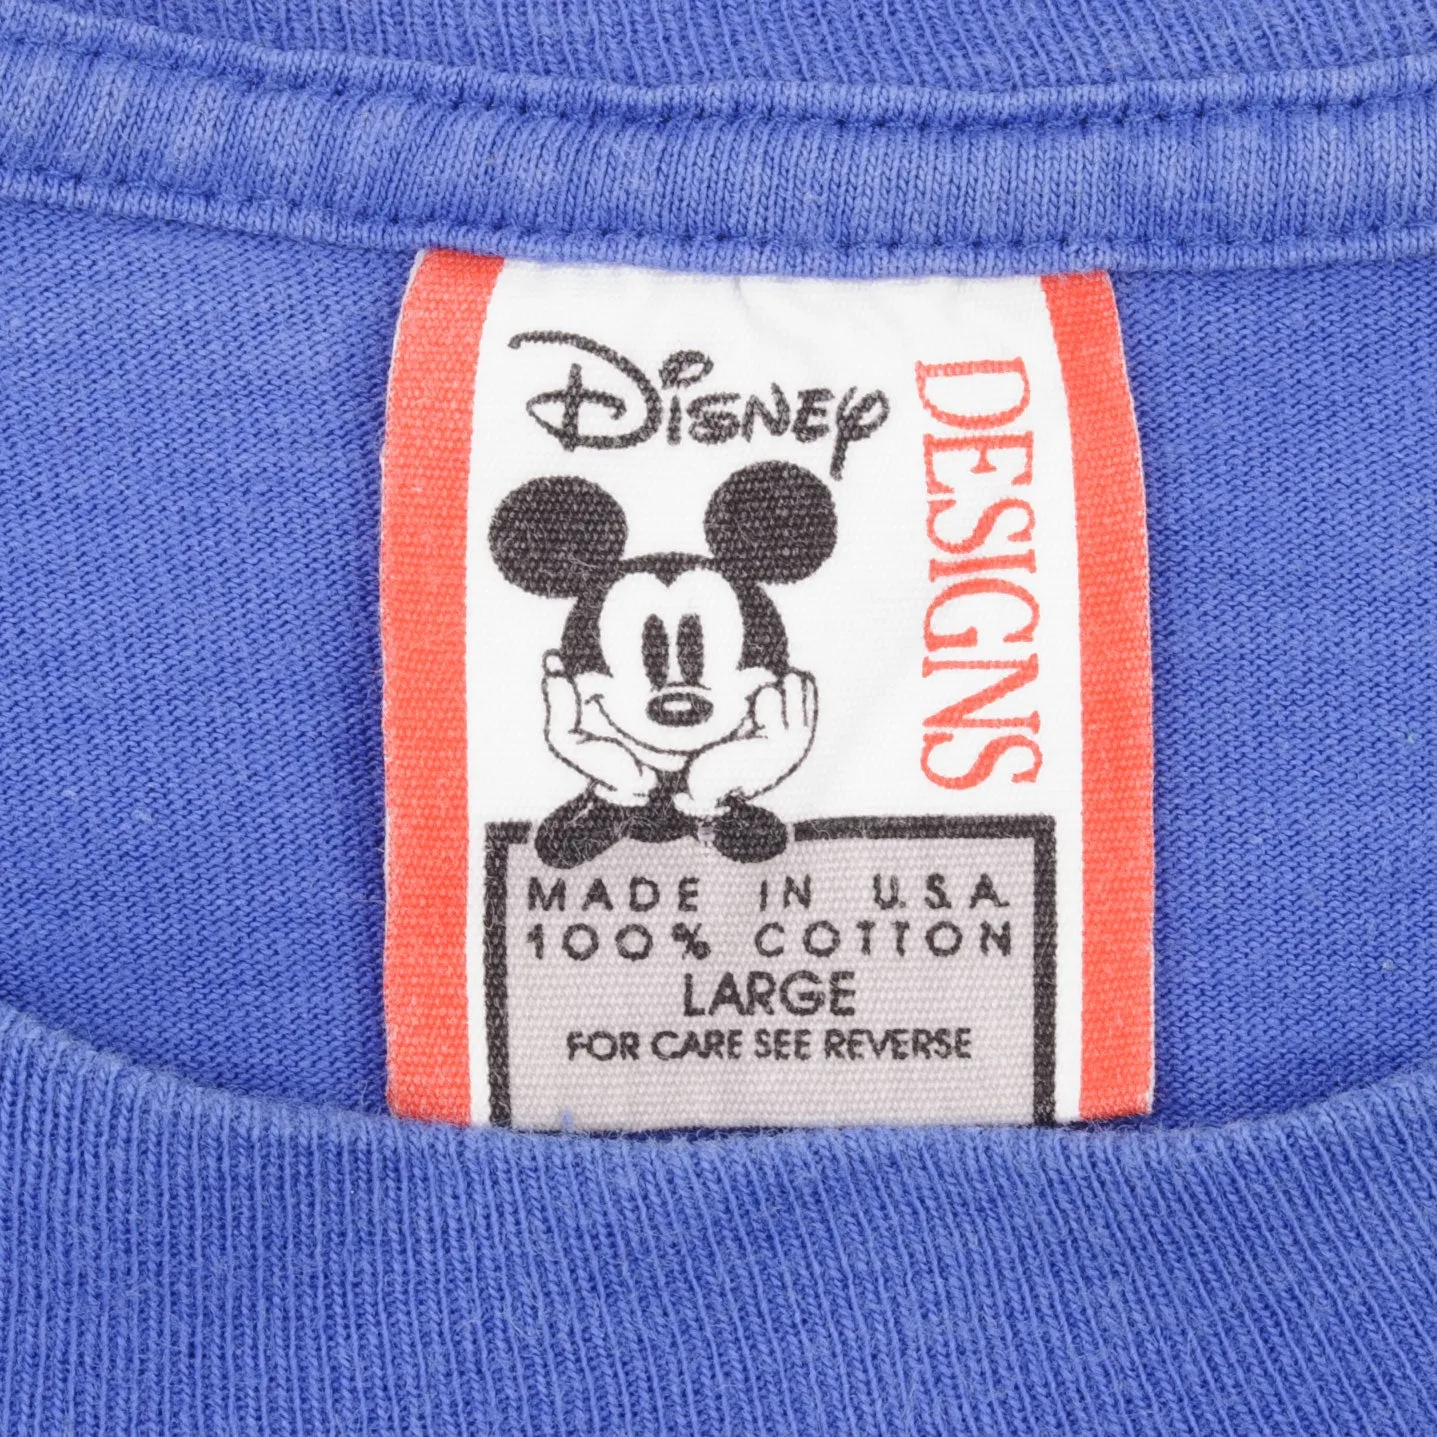 Disney
DESIGNS
MADE IN U.S.A.
100% COTTON
LARGE
FOR CARE SEE REVERSE